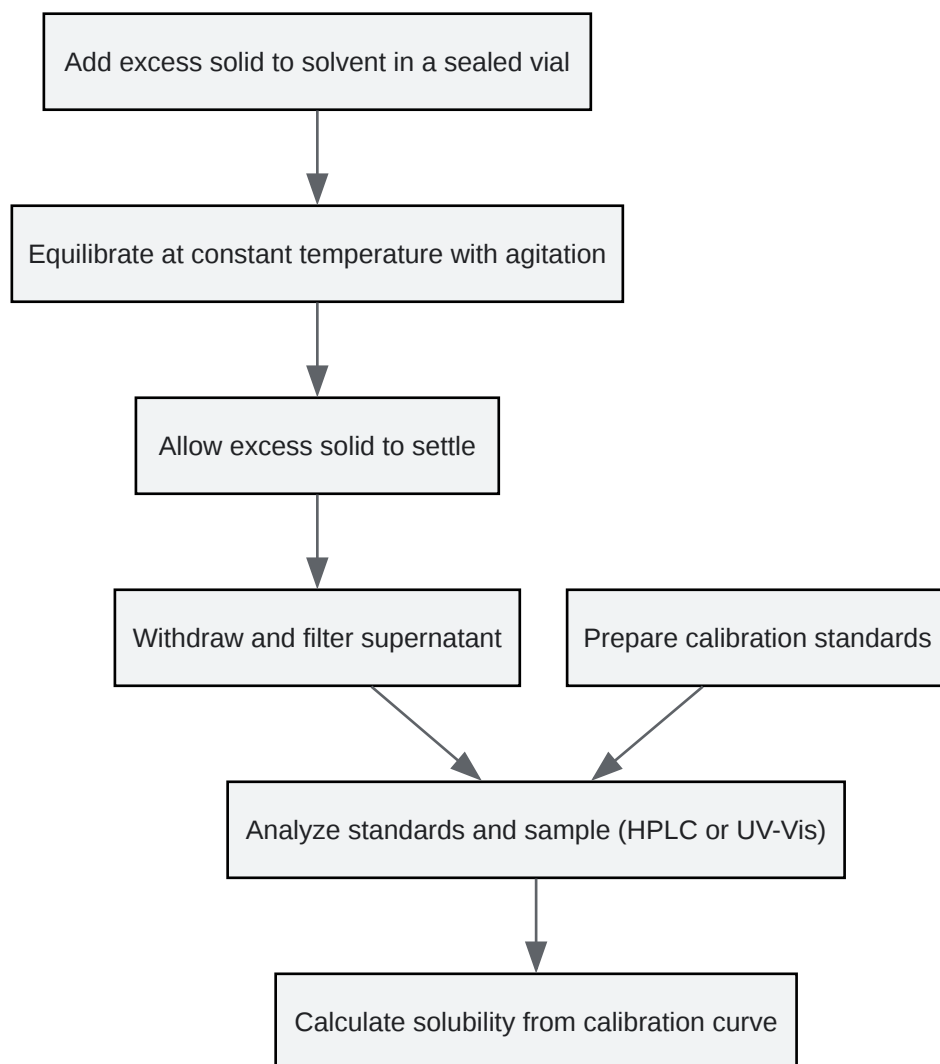 Add excess solid to solvent in a sealed vial
Equilibrate at constant temperature with agitation
Allow excess solid to settle
Withdraw and filter supernatant
Prepare calibration standards
Analyze standards and sample (HPLC or UV-Vis)
Calculate solubility from calibration curve